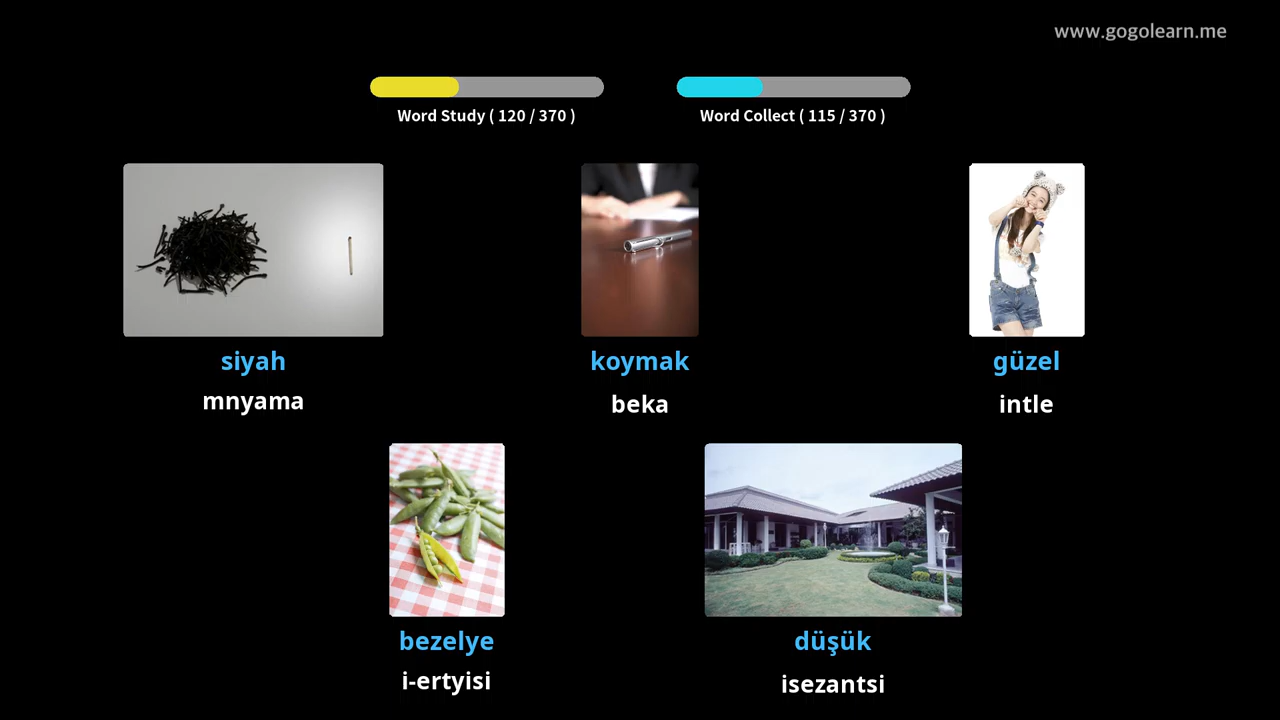 www.gogolearn.me
Word Study ( 120 / 370 )
Word Collect ( 115 / 370 )
siyah
mnyama
koymak
beka
güzel
intle
bezelye
i-ertyisi
düşük
isezantsi